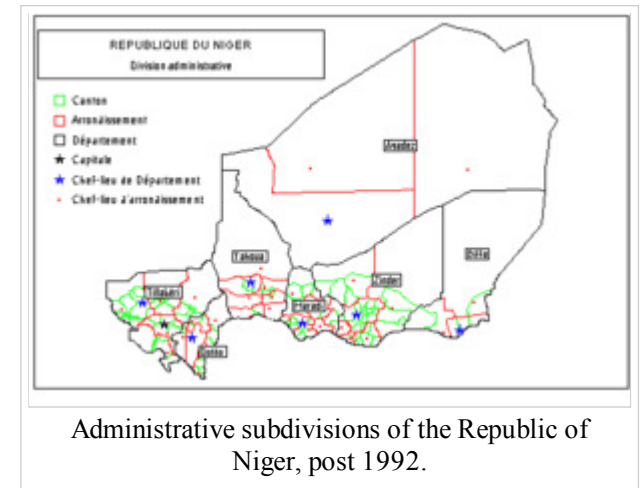 REPUBLIQUE DU NIGER
Division administrative
Canton
Arrondissement
Département
Capitale
Chef-lieu de Département
Chef-lieu d'arrondissement
Agadez
Tahoua
Diffa
Zinder
Tillabéri
Maradi
Dosso
Administrative subdivisions of the Republic of
Niger, post 1992.